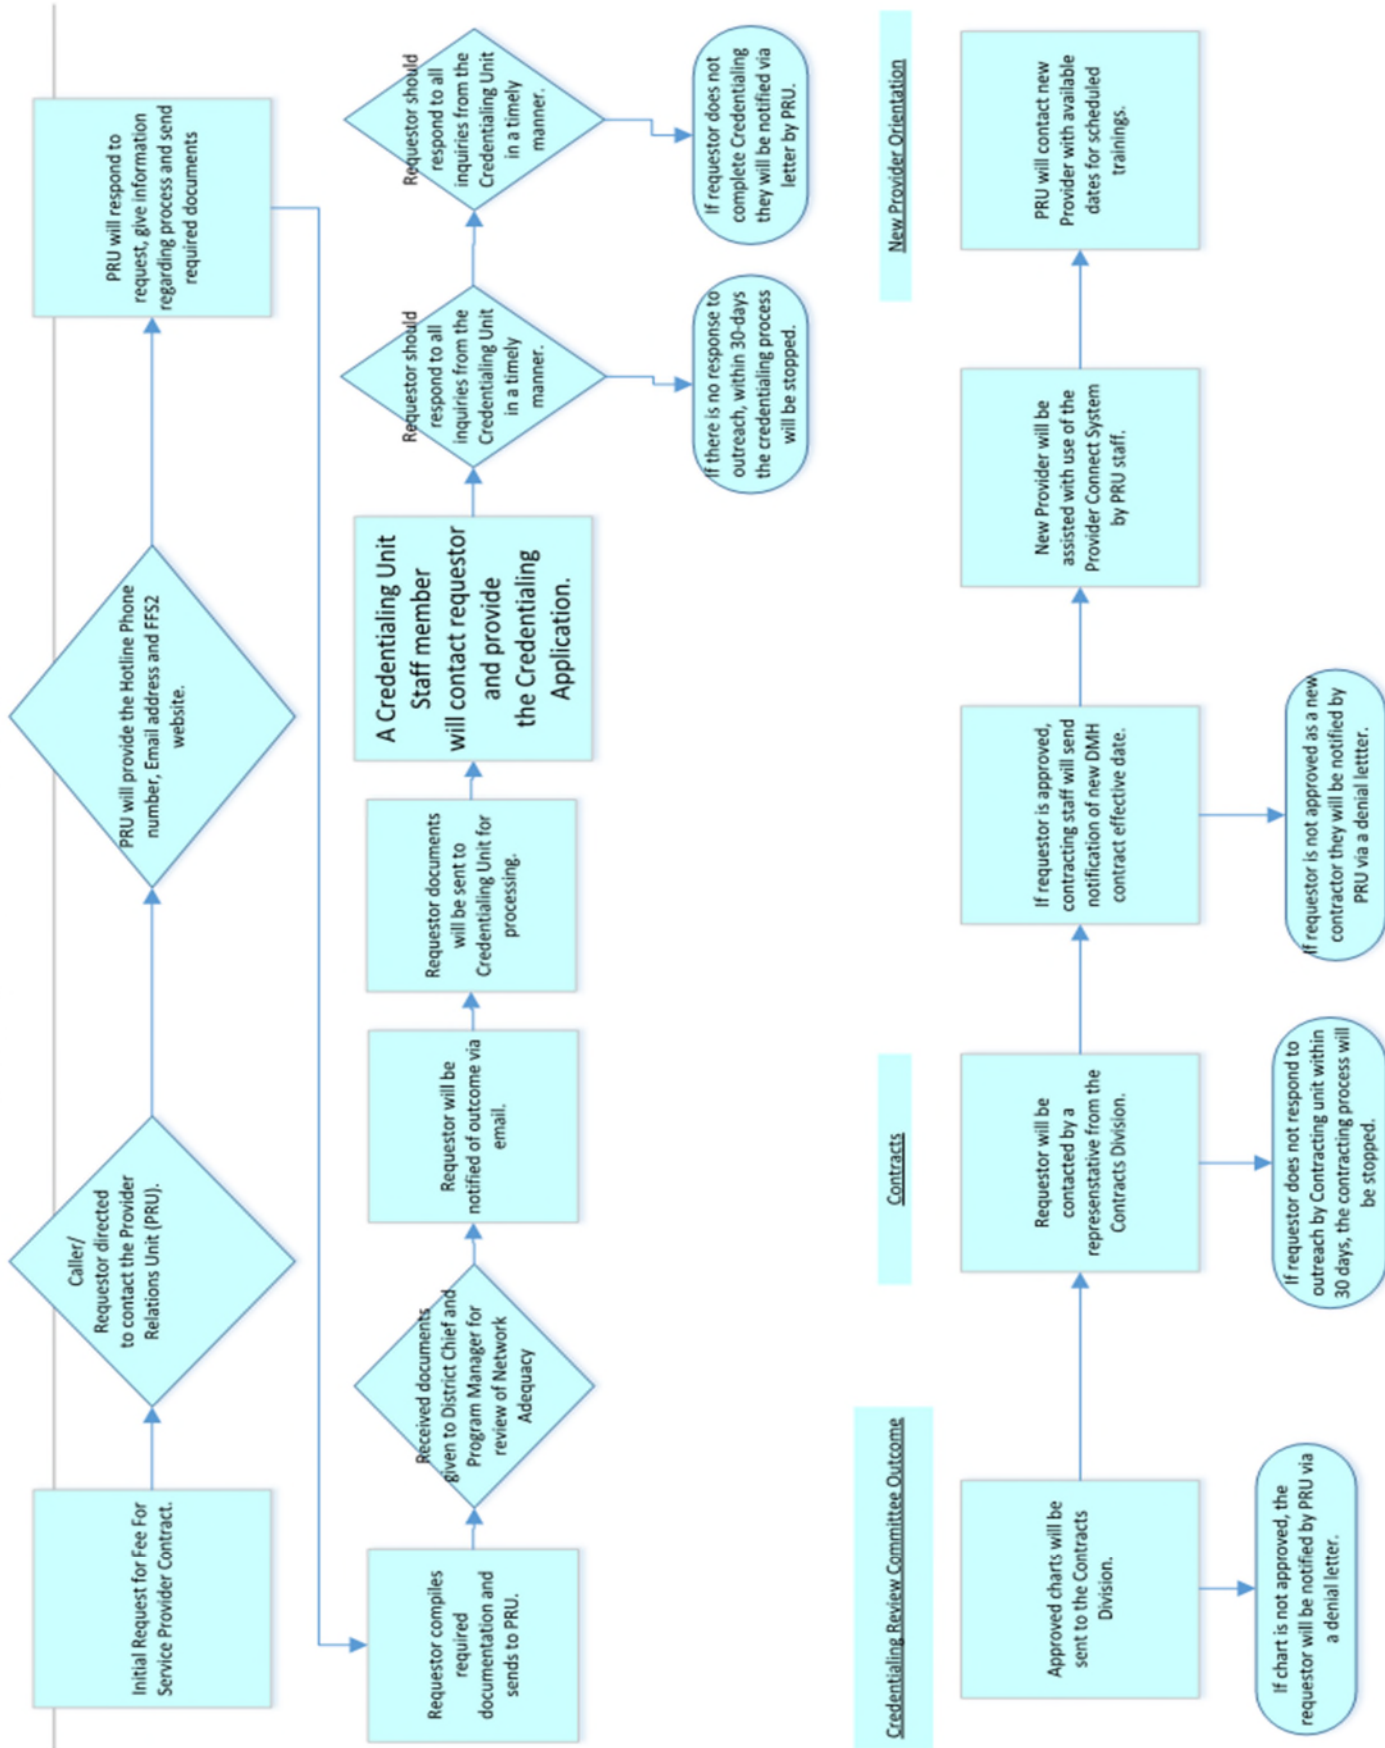 Initial Request for Fee For
Service Provider Contract.
Caller/
Requestor directed
to contact the Provider
Relations Unit (PRU).
PRU will provide the Hotline Phone
number, Email address and FFS2
website.
PRU will respond to
request, give information
regarding process and send
required documents
Requestor compiles
required
documentation and
sends to PRU.
Received documents
given to District Chief and
Program Manager for
review of Network
Adequacy
Requestor will be
notified of outcome via
email.
Requestor documents
will be sent to
Credentialing Unit for
processing.
A Credentialing Unit
Staff member
will contact requestor
and provide
the Credentialing
Application.
Requestor should
respond to all
inquiries from the
Credentialing Unit
in a timely
manner.
Requestor should
respond to all
inquiries from the
Credentialing Unit
in a timely
manner.
If there is no response to
outreach, within 30-days
the credentialing process
will be stopped.
If requestor does not
complete Credentialing
they will be notified via
letter by PRU.
Credentialing Review Committee Outcome
Contracts
New Provider Orientation
Approved charts will be
sent to the Contracts
Division.
Requestor will be
contacted by a
represenstative from the
Contracts Division.
If requestor is approved,
contracting staff will send
notification of new DMH
contract effective date.
New Provider will be
assisted with use of the
Provider Connect System
by PRU staff.
PRU will contact new
Provider with available
dates for scheduled
trainings.
If chart is not approved, the
requestor will be notified by PRU via
a denial letter.
If requestor does not respond to
outreach by Contracting unit within
30 days, the contracting process will
be stopped.
If requestor is not approved as a new
contractor they will be notified by
PRU via a denial lettter.